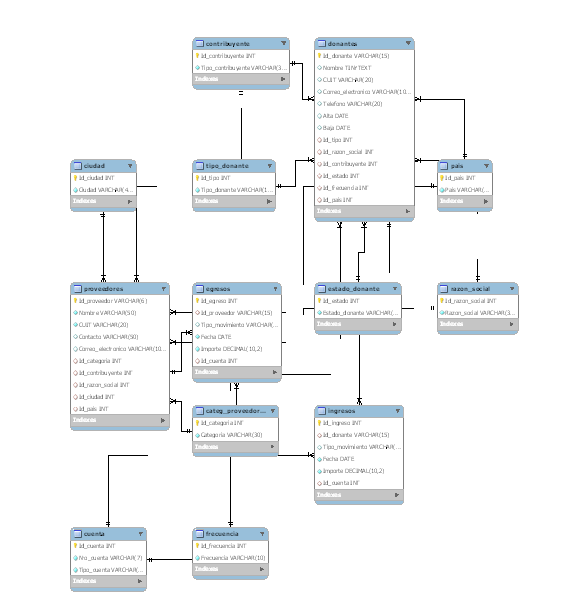 contribuyente
Id_contribuyente INT
Tipo_contribuyente VARCHAR(3...
Indexes
donantes
Id_donante VARCHAR(15)
Nombre TINYTEXT
CUIT VARCHAR(20)
Correo_electronico VARCHAR(10...
Telefono VARCHAR(20)
Alta DATE
Baja DATE
Id_tipo INT
Id_razon_social INT
Id_contribuyente INT
Id_estado INT
Id_frecuencia INT
Id_pais INT
Indexes
ciudad
Id_ciudad INT
Ciudad VARCHAR(4...
Indexes
tipo_donante
Id_tipo INT
Tipo_donante VARCHAR(1...
Indexes
pais
Id_pais INT
Pais VARCHAR(...
Indexes
proveedores
Id_proveedor VARCHAR(6)
Nombre VARCHAR(50)
CUIT VARCHAR(20)
Contacto VARCHAR(50)
Correo_electronico VARCHAR(10...
Id_categoria INT
Id_contribuyente INT
Id_razon_social INT
Id_ciudad INT
Id_pais INT
Indexes
egresos
Id_egreso INT
Id_proveedor VARCHAR(15)
Tipo_movimiento VARCHAR(...
Fecha DATE
Importe DECIMAL(10,2)
Id_cuenta INT
Indexes
estado_donante
Id_estado INT
Estado_donante VARCHAR(...
Indexes
razon_social
Id_razon_social INT
Razon_social VARCHAR(3...
Indexes
categ_proveedor...
Id_categoria INT
Categoria VARCHAR(30)
Indexes
ingresos
Id_ingreso INT
Id_donante VARCHAR(15)
Tipo_movimiento VARCHAR(...
Fecha DATE
Importe DECIMAL(10,2)
Id_cuenta INT
Indexes
cuenta
Id_cuenta INT
No_cuenta VARCHAR(7)
Tipo_cuenta VARCHAR(...
Indexes
frecuencia
Id_frecuencia INT
Frecuencia VARCHAR(10)
Indexes